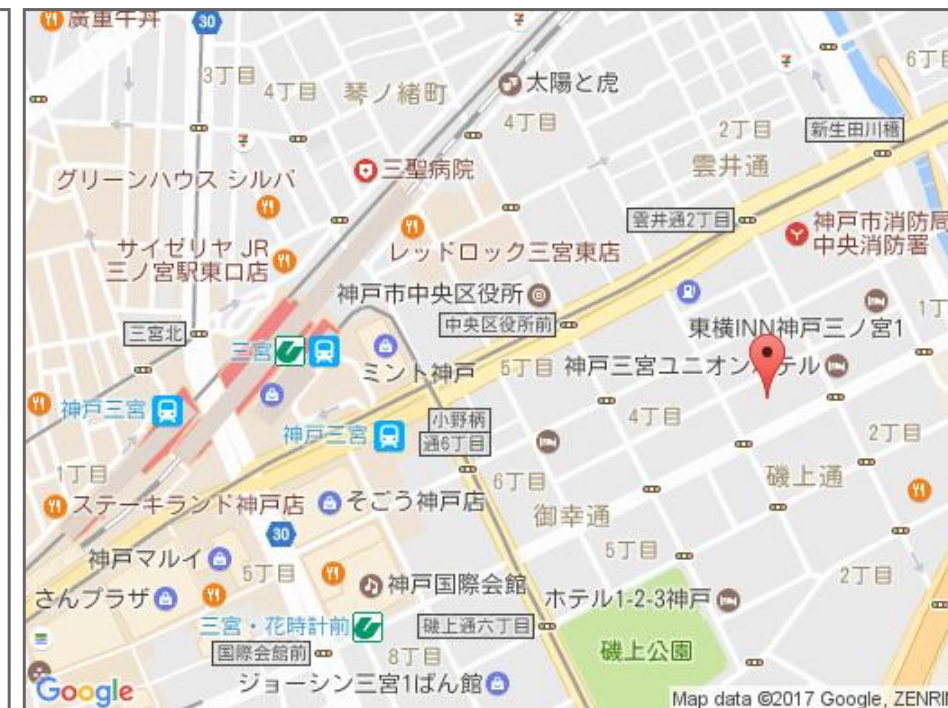 廣重牛丼
30
3丁目
4丁目
琴ノ緒町
太陽と虎
4丁目
6丁目
2丁目
新生田川橋
グリーンハウス シルバ
三聖病院
雲井通
雲井通2丁目
神戸市消防局
中央消防署
サイゼリヤ JR
三ノ宮駅東口店
レッドロック三宮東店
神戸市中央区役所
中央区役所前
1丁
三宮北
三宮
ミント神戸
5丁目
東横INN神戸三ノ宮1
神戸三宮ユニオンホテル
神戸三宮
神戸三宮
小野柄
通6丁目
4丁目
2丁目
1丁目
ステーキランド神戸店
そごう神戸店
6丁目
御幸通
磯上通
30
神戸マルイ
5丁目
5丁目
2丁目
さんプラザ
神戸国際会館
ホテル1-2-3神戸
三宮・花時計前
磯上通六丁目
国際会館前
8丁目
磯上公園
ジョーシン三宮1ばん館
Google
Map data ©2017 Google, ZENRI